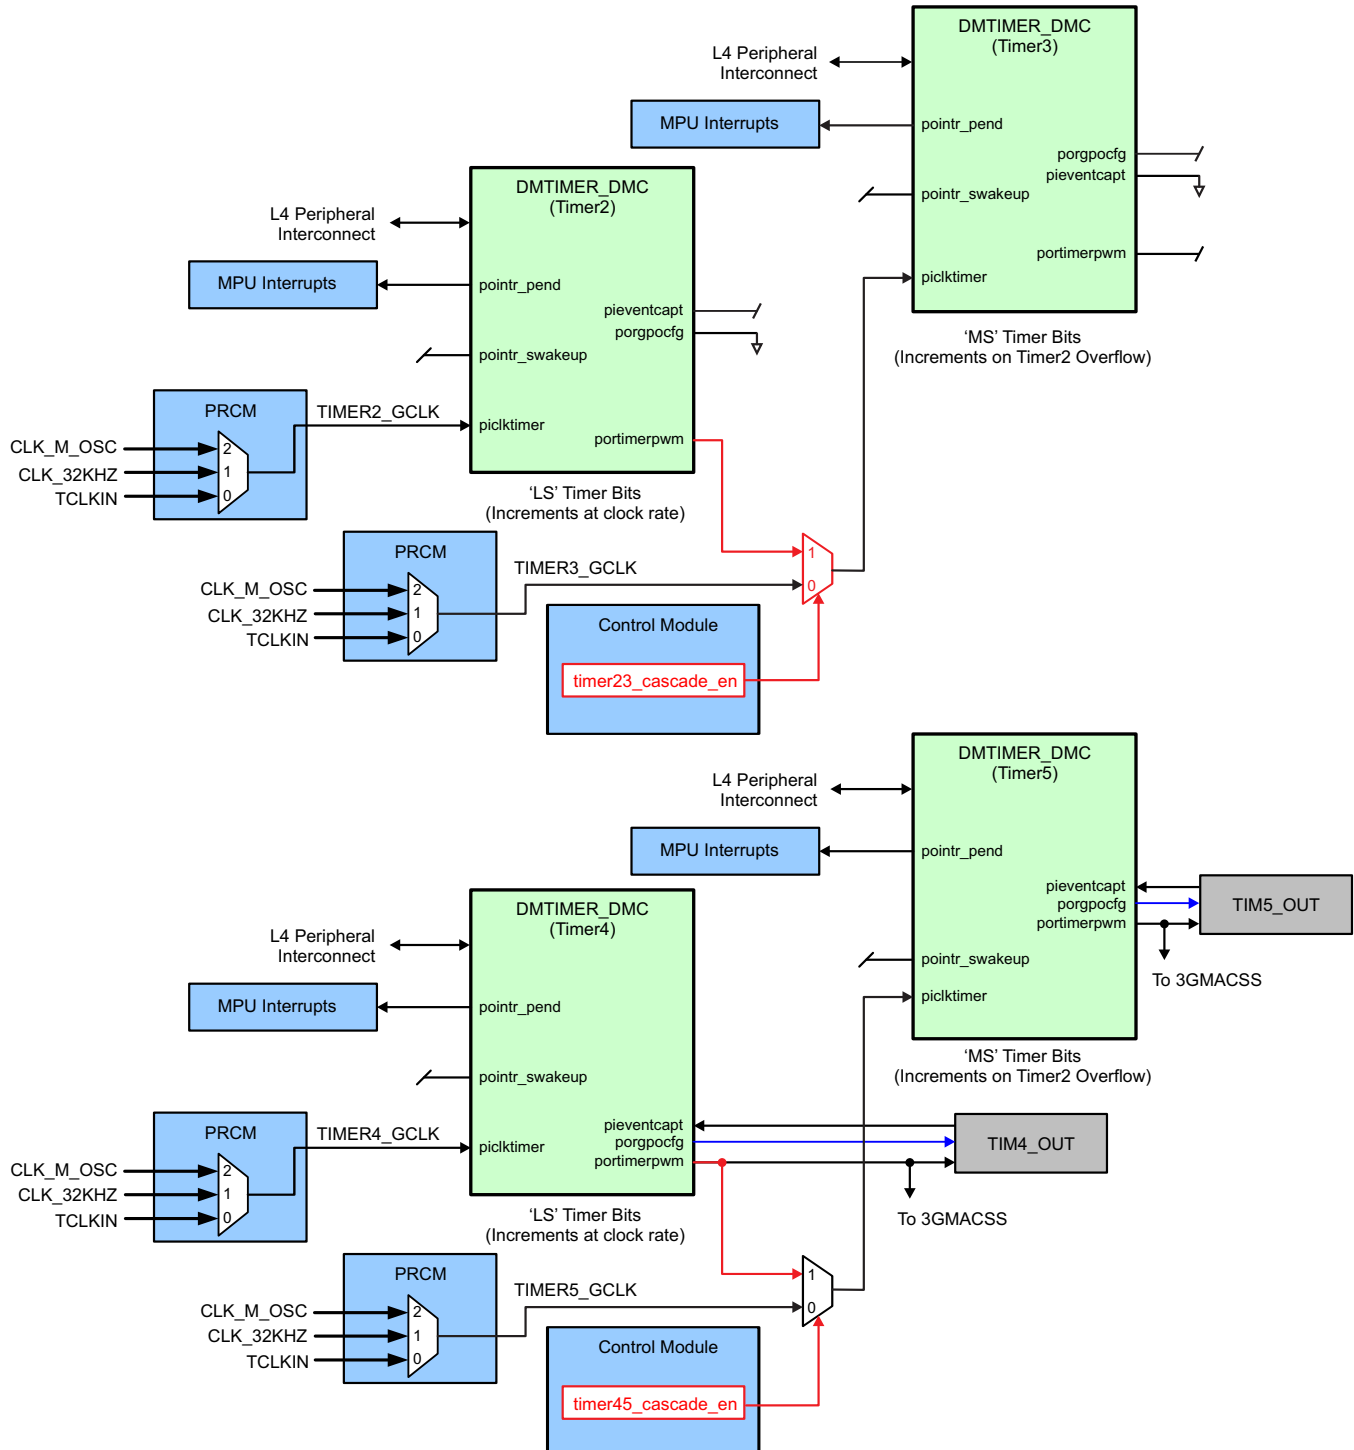 DMTIMER_DMC
(Timer3)
L4 Peripheral
Interconnect
MPU Interrupts
pointr_pend
porgpocfg
pieventcapt
pointr_swakeup
portimerpwm
piclktimer
'MS' Timer Bits
(Increments on Timer2 Overflow)
DMTIMER_DMC
(Timer2)
L4 Peripheral
Interconnect
MPU Interrupts
pointr_pend
pieventcapt
porgpocfg
pointr_swakeup
piclktimer
portimerpwm
'LS' Timer Bits
(Increments at clock rate)
PRCM
TIMER2_GCLK
CLK_M_OSC
2
CLK_32KHZ
1
TCLKIN
0
PRCM
TIMER3_GCLK
CLK_M_OSC
2
CLK_32KHZ
1
TCLKIN
0
1
0
Control Module
timer23_cascade_en
DMTIMER_DMC
(Timer5)
L4 Peripheral
Interconnect
MPU Interrupts
pointr_pend
pieventcapt
porgpocfg
portimerpwm
TIM5_OUT
To 3GMACSS
pointr_swakeup
piclktimer
'MS' Timer Bits
(Increments on Timer2 Overflow)
DMTIMER_DMC
(Timer4)
L4 Peripheral
Interconnect
MPU Interrupts
pointr_pend
pointr_swakeup
pieventcapt
porgpocfg
portimerpwm
piclktimer
TIM4_OUT
To 3GMACSS
'LS' Timer Bits
(Increments at clock rate)
PRCM
TIMER4_GCLK
CLK_M_OSC
2
CLK_32KHZ
1
TCLKIN
0
PRCM
TIMER5_GCLK
CLK_M_OSC
2
CLK_32KHZ
1
TCLKIN
0
1
0
Control Module
timer45_cascade_en